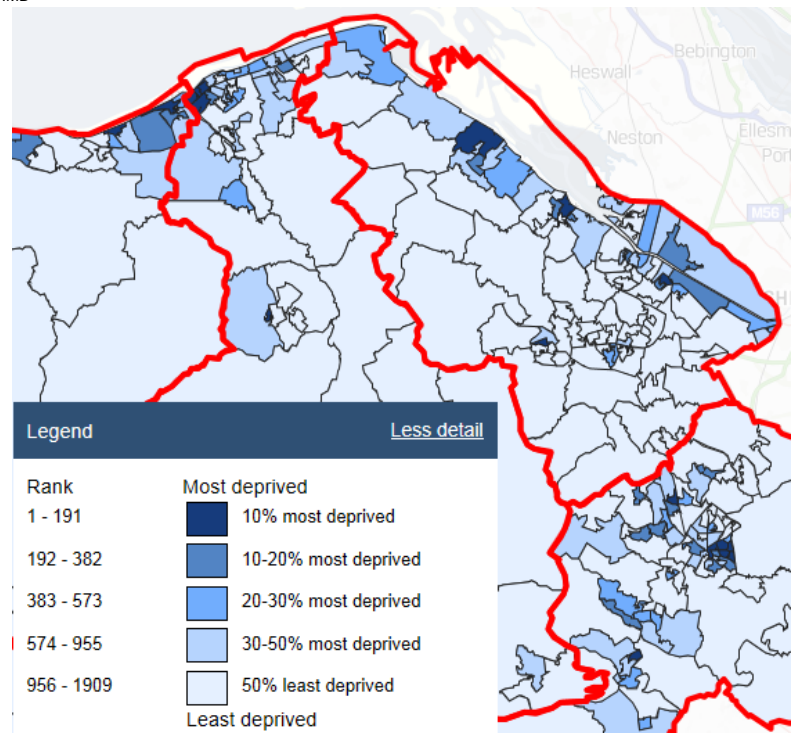 Bebington
Heswall
Neston
Ellesm
Port
M56
Legend
Less detail
Rank
Most deprived
1 - 191
10% most deprived
192 - 382
10-20% most deprived
383 - 573
20-30% most deprived
574 - 955
30-50% most deprived
956 - 1909
50% least deprived
Least deprived